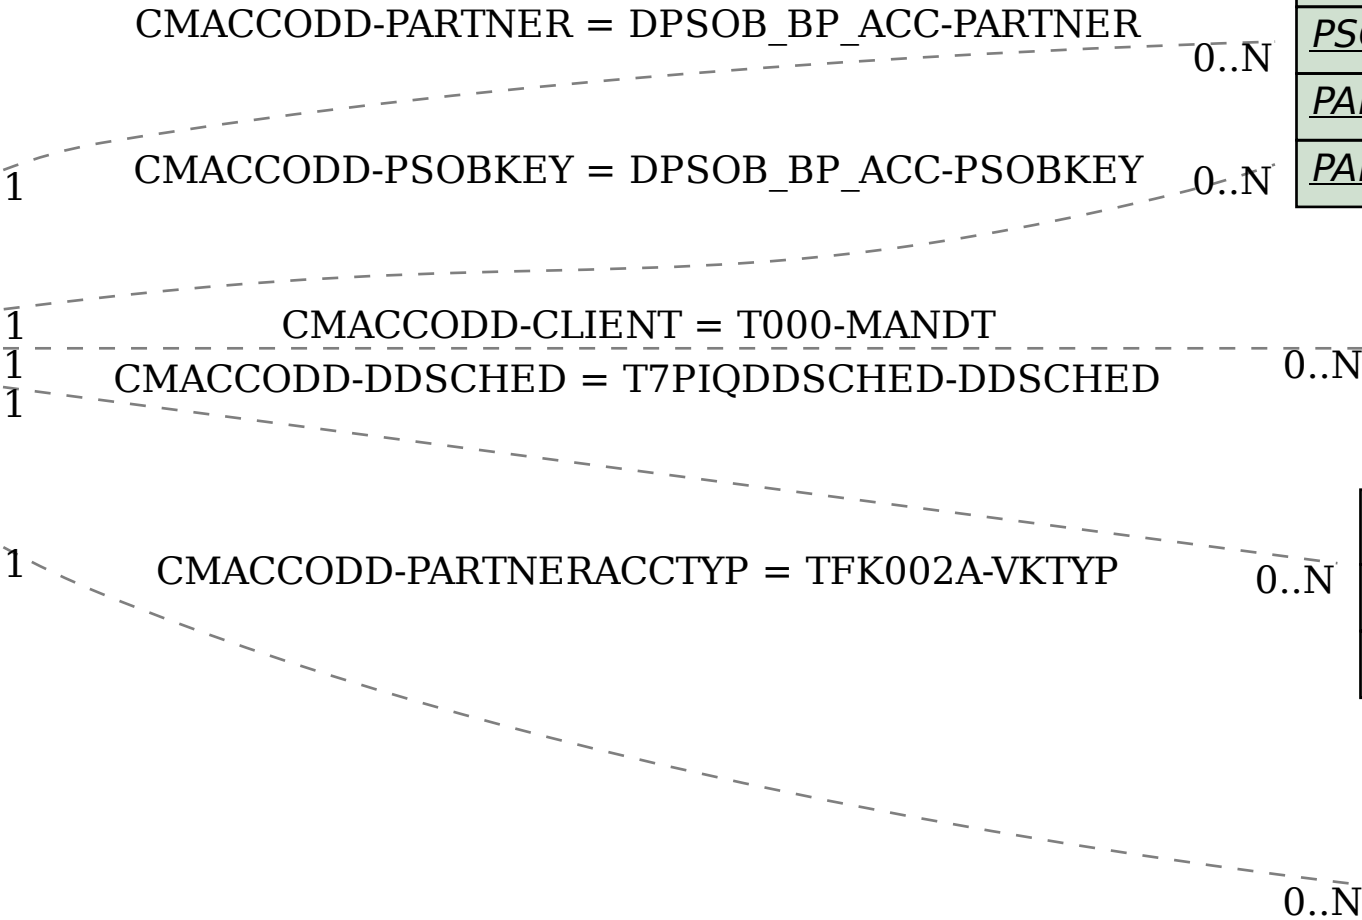 CMACCODD-PARTNER = DPSOB_BP_ACC-PARTNER
0..N
1
CMACCODD-PSOBKEY = DPSOB_BP_ACC-PSOBKEY
0..N
1
CMACCODD-CLIENT = T000-MANDT
0..N
1
CMACCODD-DDSCHED = T7PIQDDSCHED-DDSCHED
1
0..N
1
CMACCODD-PARTNERACCTYP = TFK002A-VKTYP
0..N